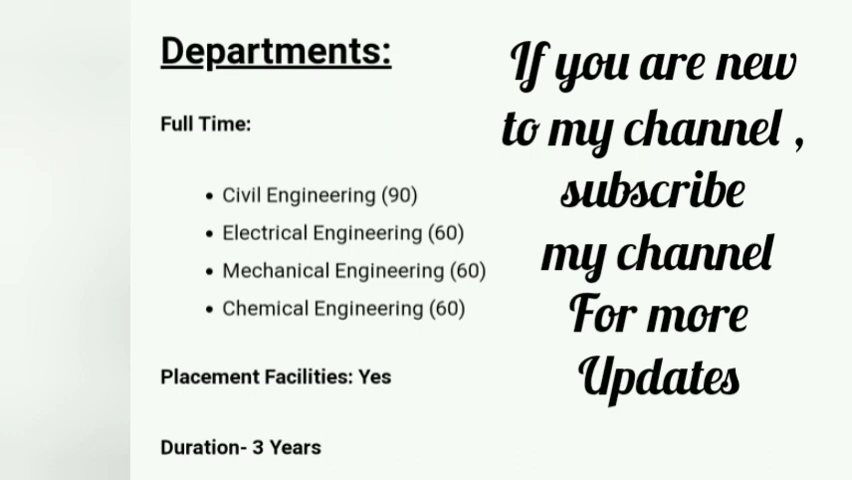 Departments:
Full Time:
• Civil Engineering (90)
• Electrical Engineering (60)
• Mechanical Engineering (60)
• Chemical Engineering (60)
Placement Facilities: Yes
Duration- 3 Years
If you are new
to my channel ,
subscribe
my channel
For more
Updates